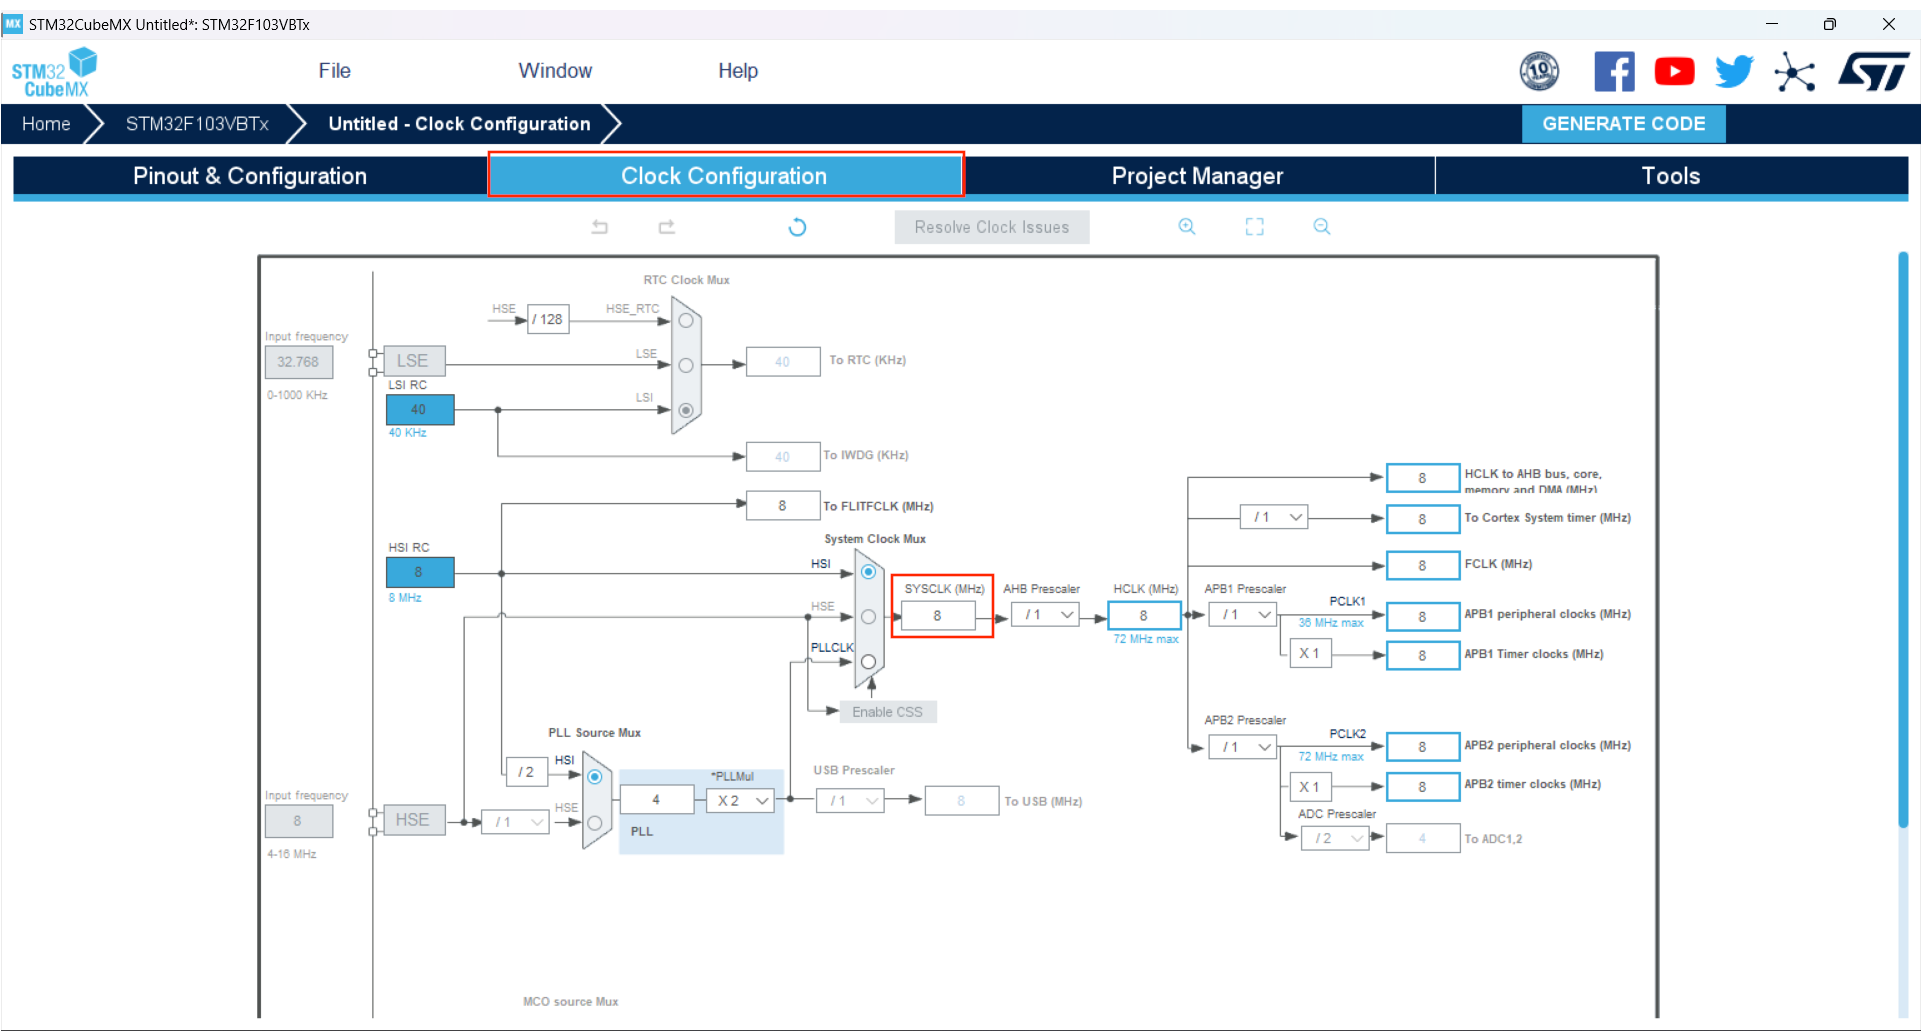 MX STM32CubeMX Untitled*: STM32F103VBTx
STM32 CubeMX
File Window Help
10
Home STM32F103VBTx Untitled - Clock Configuration GENERATE CODE
Pinout & Configuration Clock Configuration Project Manager Tools
Resolve Clock Issues
RTC Clock Mux
HSE / 128 HSE_RTC
Input frequency
32.768 LSE LSE 40 To RTC (KHz)
0-1000 KHz
LSI RC
40 LSI
40 KHz
40 To IWDG (KHz)
8 To FLITFCLK (MHz)
8 HCLK to AHB bus, core,
memory and DMA (MHz)
/ 1 8 To Cortex System timer (MHz)
System Clock Mux
HSI RC HSI
8 8 FCLK (MHz)
8 MHz
SYSCLK (MHz) AHB Prescaler HCLK (MHz) APB1 Prescaler
HSE 8 / 1 8 / 1 PCLK1 8 APB1 peripheral clocks (MHz)
36 MHz max
72 MHz max
PLLCLK X 1 8 APB1 Timer clocks (MHz)
Enable CSS
APB2 Prescaler
PLL Source Mux PCLK2
/ 1 8 APB2 peripheral clocks (MHz)
72 MHz max
HSI
/ 2 *PLLMul USB Prescaler X 1 8 APB2 timer clocks (MHz)
Input frequency
4 X 2 / 1 8 To USB (MHz)
HSE
8 HSE / 1 ADC Prescaler
PLL / 2 4 To ADC1,2
4-16 MHz
MCO source Mux